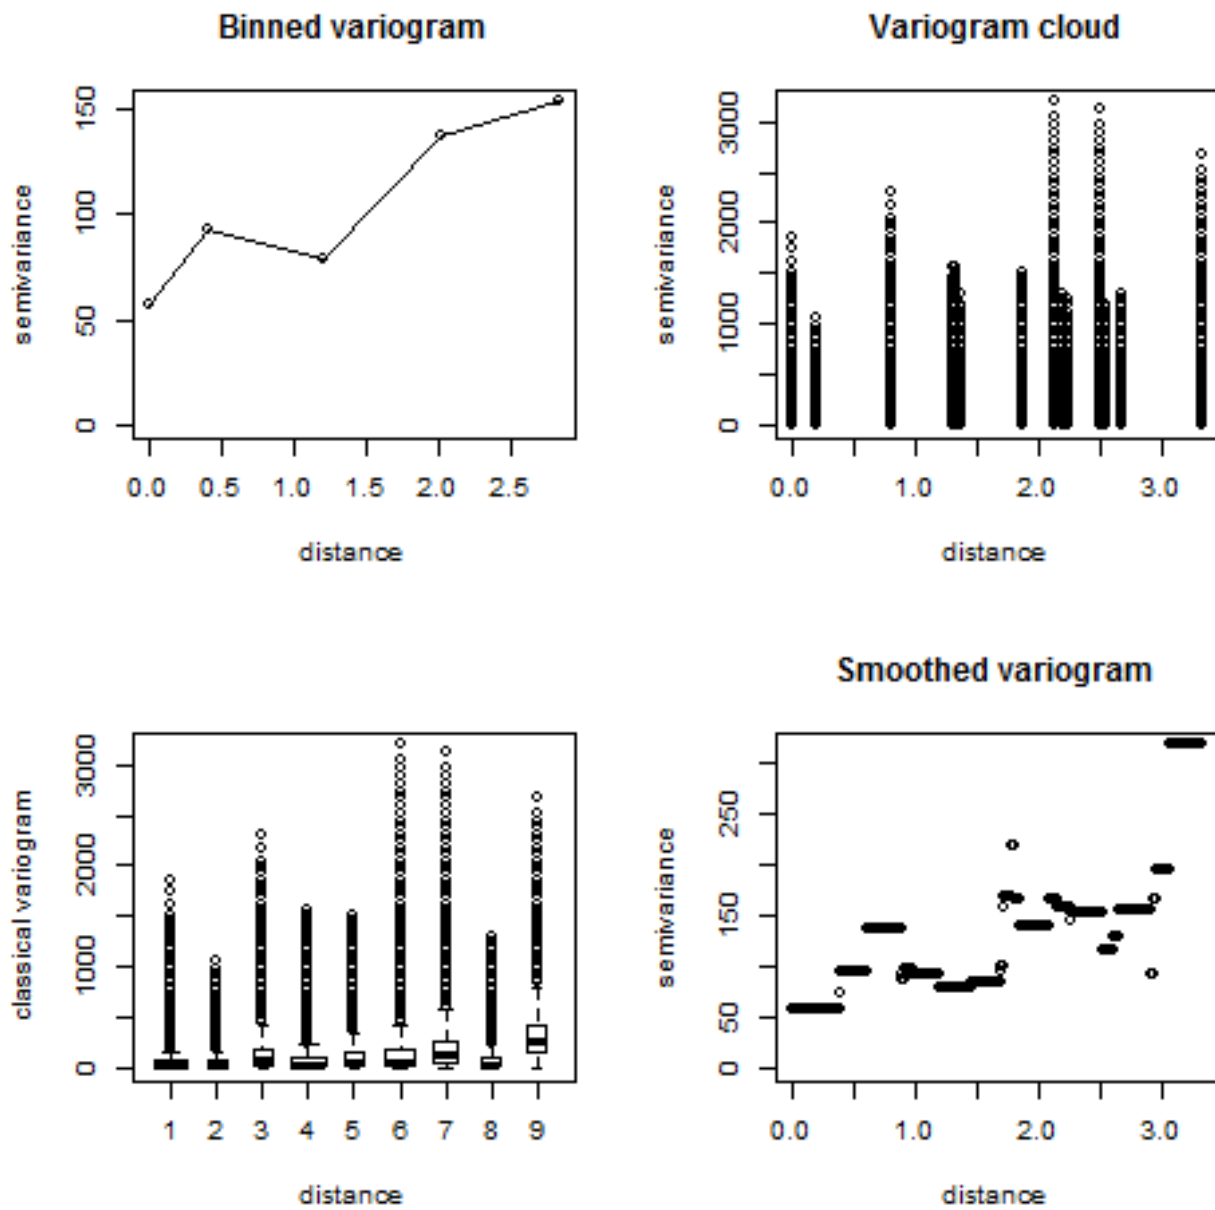 Binned variogram
semivariance
150
100
50
0
0.0 0.5 1.0 1.5 2.0 2.5
distance
Variogram cloud
semivariance
3000
2000
1000
0
0.0 1.0 2.0 3.0
distance
classical variogram
3000
2000
1000
0
1 2 3 4 5 6 7 8 9
distance
Smoothed variogram
semivariance
250
150
50
0
0.0 1.0 2.0 3.0
distance